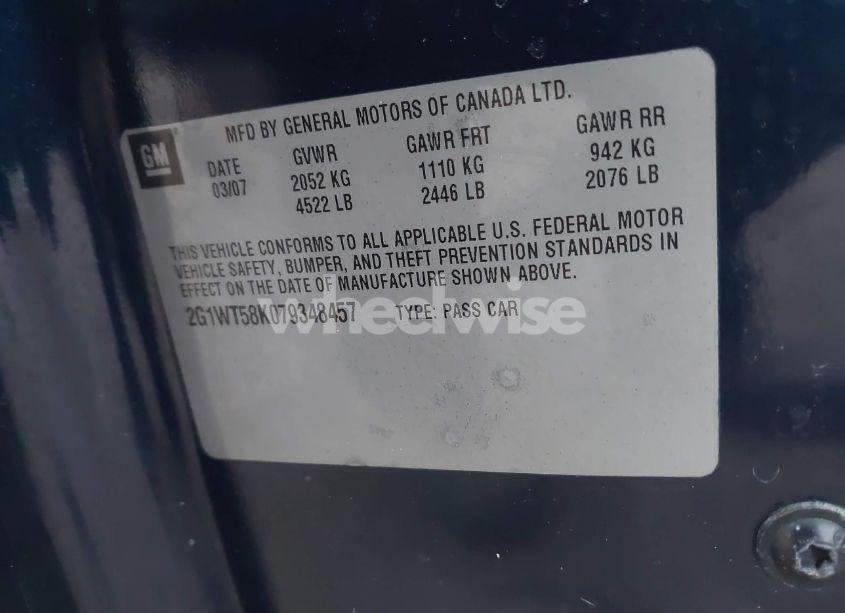 MFD BY GENERAL MOTORS OF CANADA LTD.
GM
DATE GVWR GAWR FRT GAWR RR
03/07 2052 KG 1110 KG 942 KG
4522 LB 2446 LB 2076 LB
THIS VEHICLE CONFORMS TO ALL APPLICABLE U.S. FEDERAL MOTOR
VEHICLE SAFETY, BUMPER, AND THEFT PREVENTION STANDARDS IN
EFFECT ON THE DATE OF MANUFACTURE SHOWN ABOVE.
2G1WT58K079348457 TYPE: PASS CAR
wheelwise